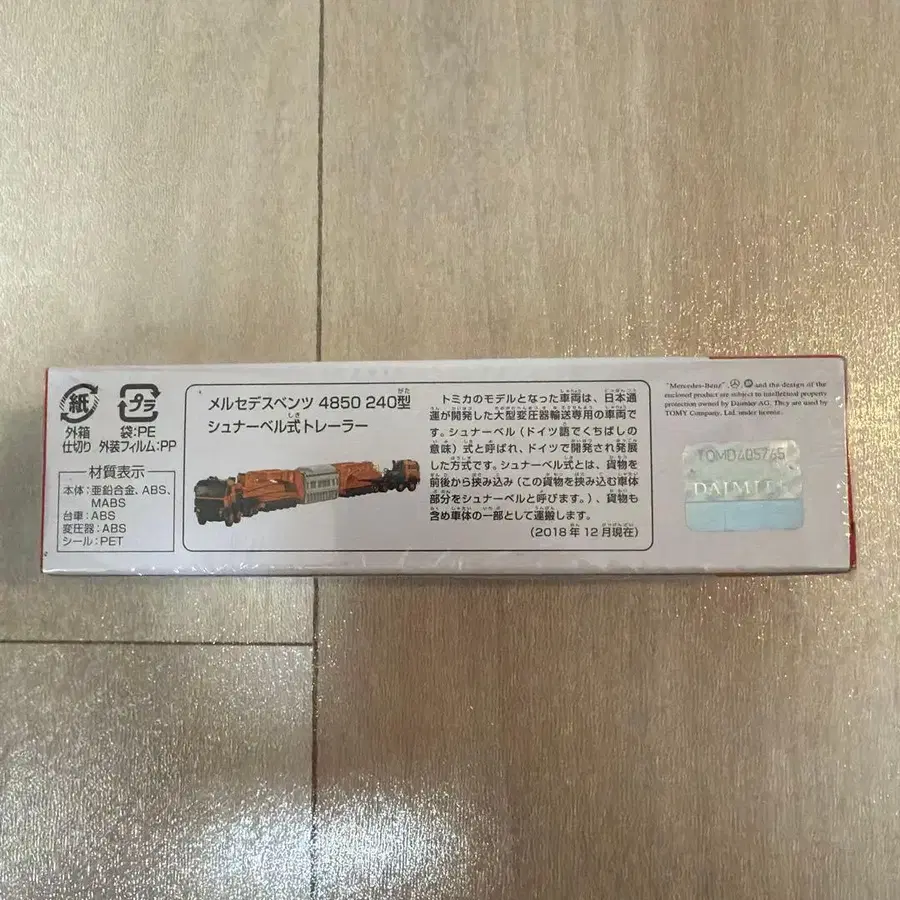 紙
プラ
外箱
仕切り
袋:PE
外装フィルム:PP
材質表示
本体:亜鉛合金、ABS、
MABS
台車:ABS
変圧器:ABS
シール:PET
メルセデスベンツ 4850 240型
シュナーベル式トレーラー
トミカのモデルとなった車両は、日本通
運が開発した大型変圧器輸送専用の車両で
す。シュナーベル(ドイツ語でくちばしの
意味)式と呼ばれ、ドイツで開発され発展
した方式です。シュナーベル式とは、貨物を
前後から挟み込み(この貨物を挟み込む車体
部分をシュナーベルと呼びます。)、貨物も
含め車体の一部として運搬します。
(2018年12月現在)
"Mercedes-Benz", and the design of the
enclosed product are subject to intellectual property
protection owned by Daimler AG. They are used by
TOMY Company, Ltd. under license.
TOMD405765
DAIMLER